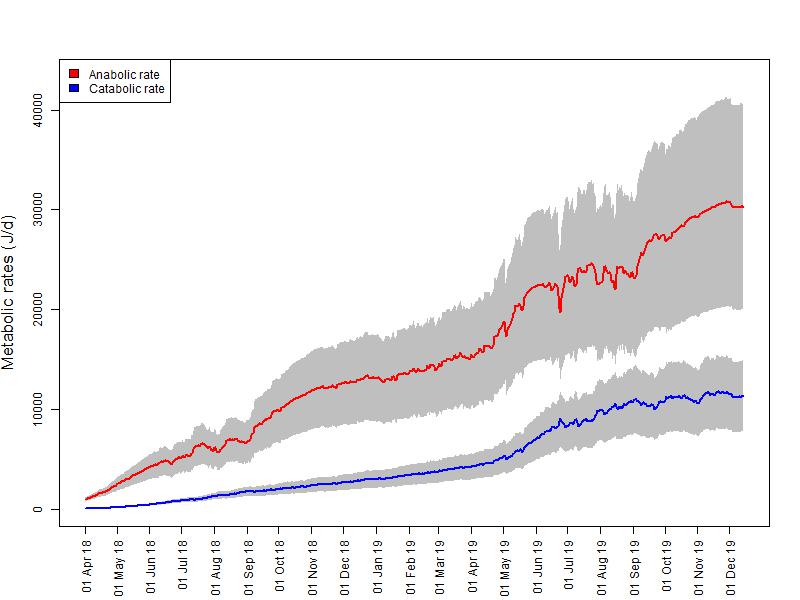 Anabolic rate
Catabolic rate
Metabolic rates (J/d)
40000
30000
20000
10000
0
01 Apr 18
01 May 18
01 Jun 18
01 Jul 18
01 Aug 18
01 Sep 18
01 Oct 18
01 Nov 18
01 Dec 18
01 Jan 19
01 Feb 19
01 Mar 19
01 Apr 19
01 May 19
01 Jun 19
01 Jul 19
01 Aug 19
01 Sep 19
01 Oct 19
01 Nov 19
01 Dec 19